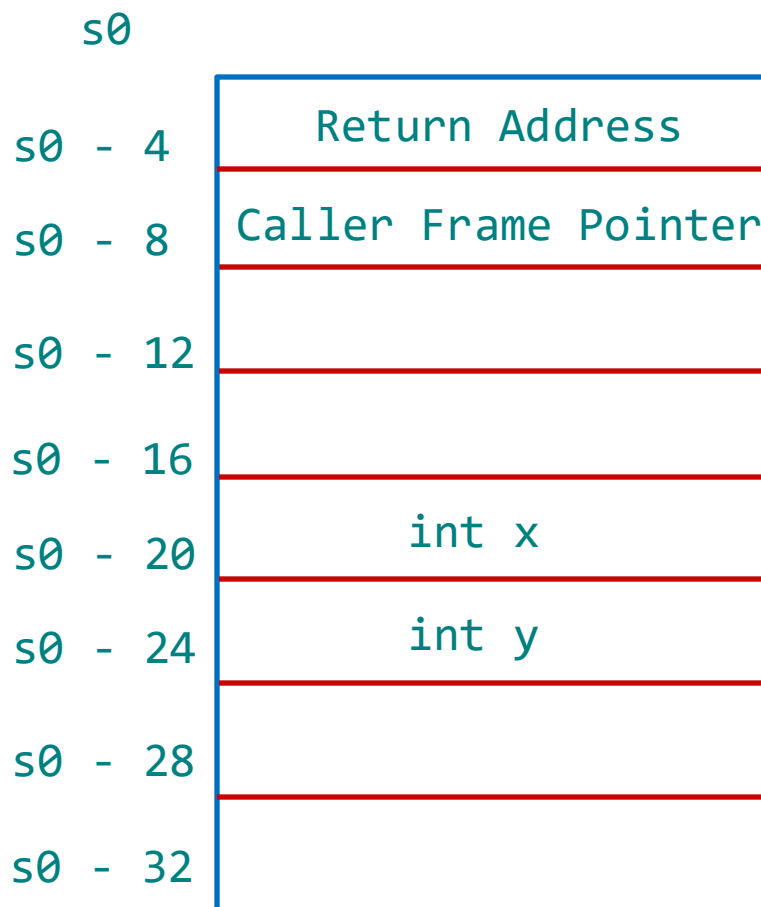 s0
s0 - 4 Return Address
s0 - 8 Caller Frame Pointer
s0 - 12
s0 - 16
s0 - 20 int x
s0 - 24 int y
s0 - 28
s0 - 32